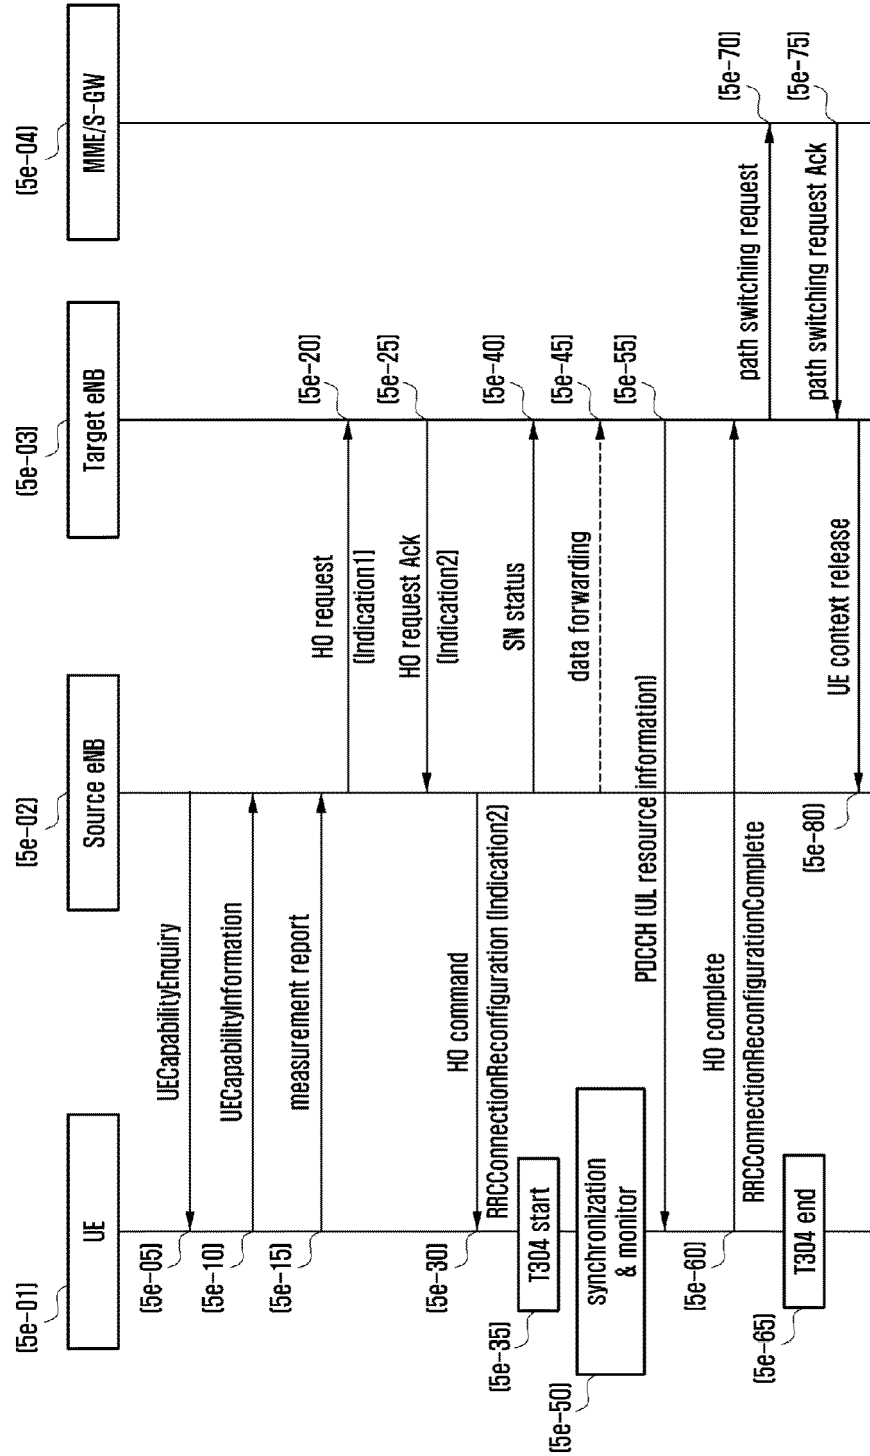 (5e-01)
(5e-02)
(5e-03)
(5e-04)
UE
Source eNB
Target eNB
MME/S-GW
UECapabilityEnquiry
(5e-05)
UECapabilityInformation
(5e-10)
measurement report
(5e-15)
HO request
(Indication1)
(5e-20)
HO request Ack
(Indication2)
(5e-25)
HO command
RRCConnectionReconfiguration (Indication2)
(5e-30)
T304 start
(5e-35)
SN status
(5e-40)
data forwarding
(5e-45)
synchronization
& monitor
(5e-50)
PDCCH (UL resource information)
(5e-55)
HO complete
RRCConnectionReconfigurationComplete
(5e-60)
T304 end
(5e-65)
path switching request
(5e-70)
path switching request Ack
(5e-75)
UE context release
(5e-80)